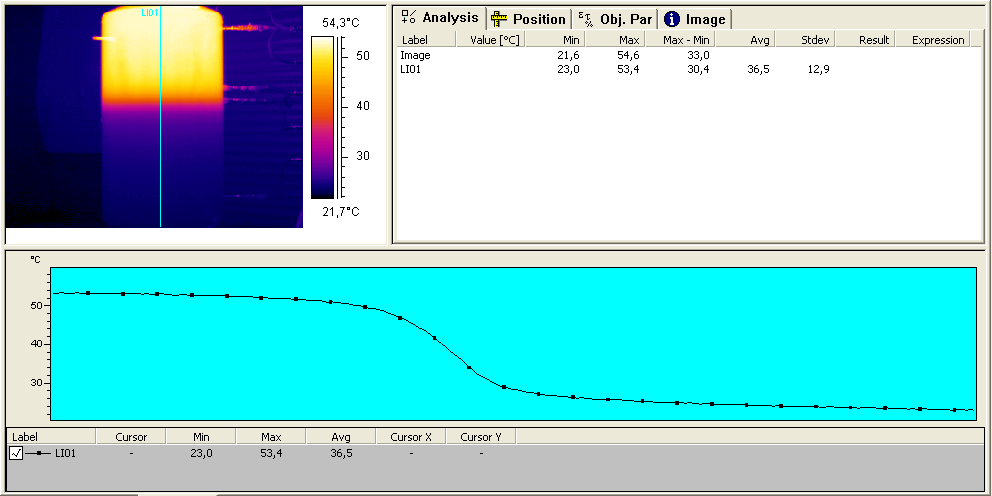 LI01
54,3°C
50
40
30
21,7°C
Analysis Position Obj. Par Image
Label Value [°C] Min Max Max - Min Avg Stdev Result Expression
Image 21,6 54,6 33,0
LI01 23,0 53,4 30,4 36,5 12,9
°C
50
40
30
Label Cursor Min Max Avg Cursor X Cursor Y
LI01 - 23,0 53,4 36,5 - -